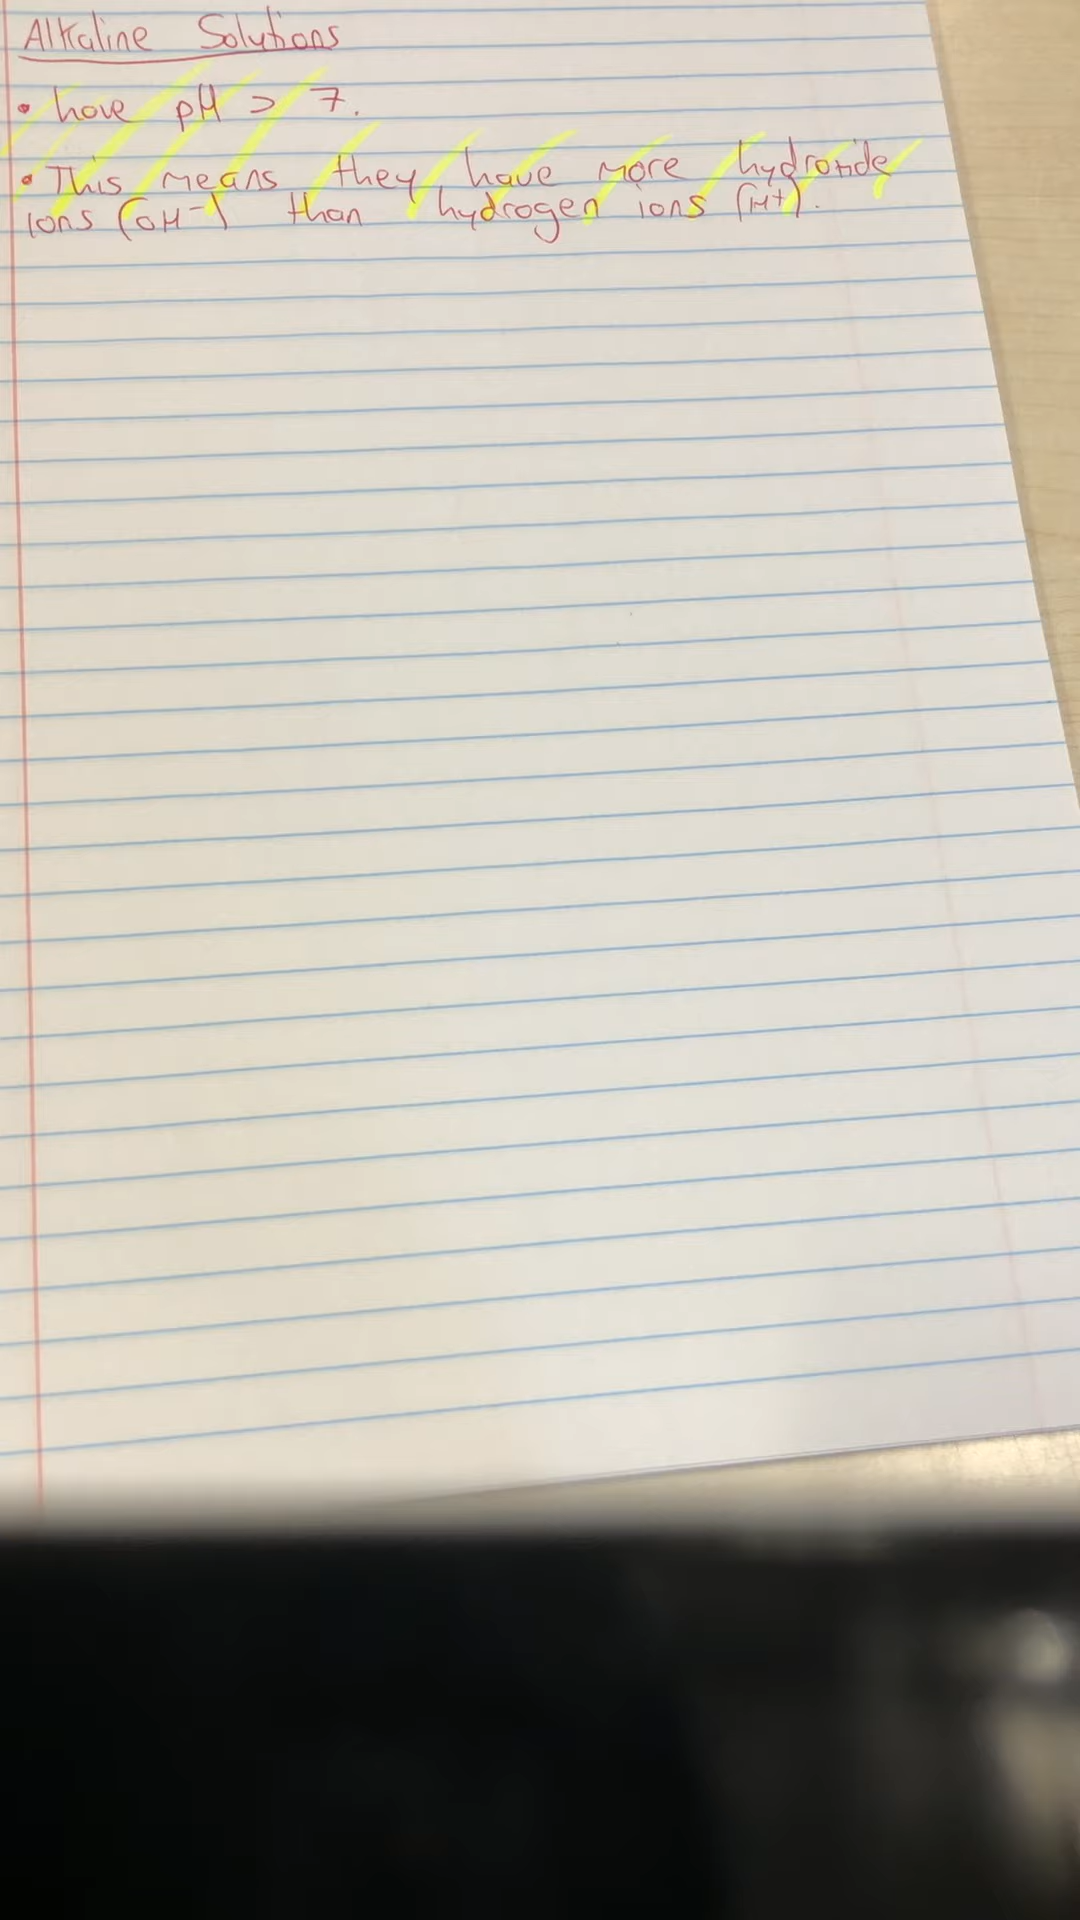 Alkaline Solutions
• have pH > 7.
• This means they have more hydroxide
ions (OH⁻) than hydrogen ions (H+).